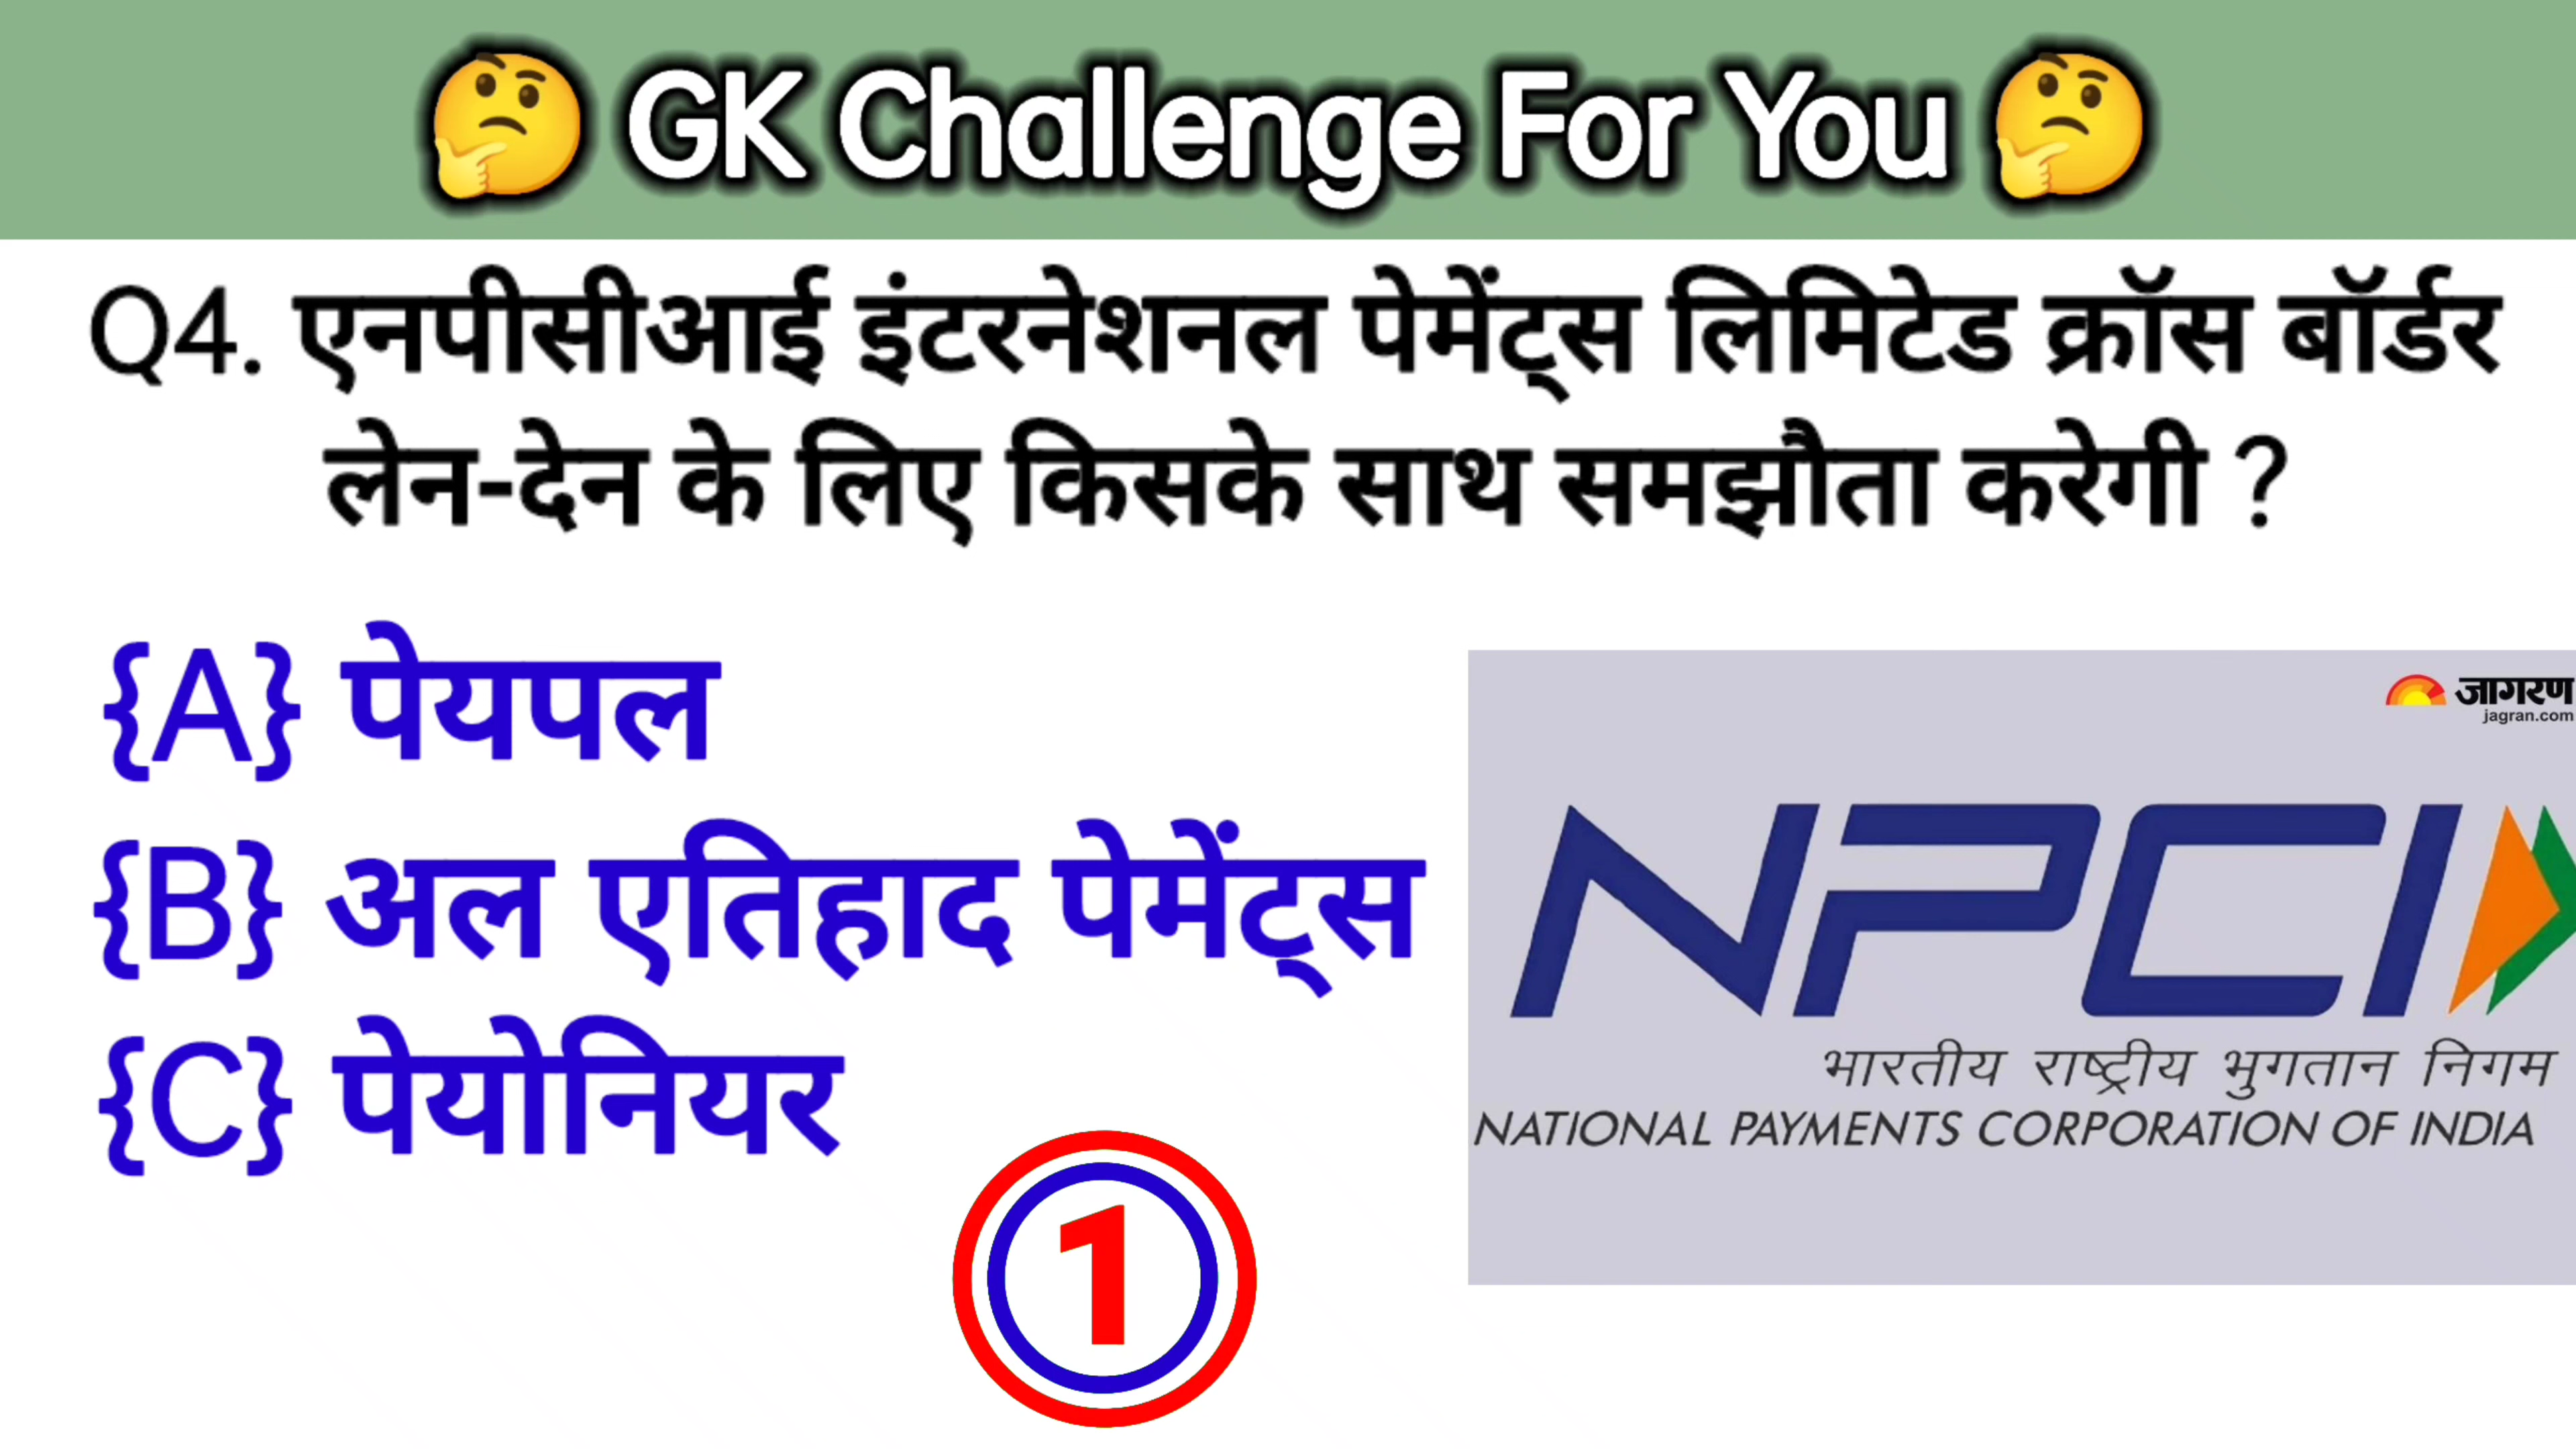 🤔 GK Challenge For You 🤔
Q4. एनपीसीआई इंटरनेशनल पेमेंट्स लिमिटेड क्रॉस बॉर्डर
लेन-देन के लिए किसके साथ समझौता करेगी ?
{A} पेयपल
{B} अल एतिहाद पेमेंट्स
{C} पेयोनियर
जागरण
jagran.com
NPCI
भारतीय राष्ट्रीय भुगतान निगम
NATIONAL PAYMENTS CORPORATION OF INDIA
1